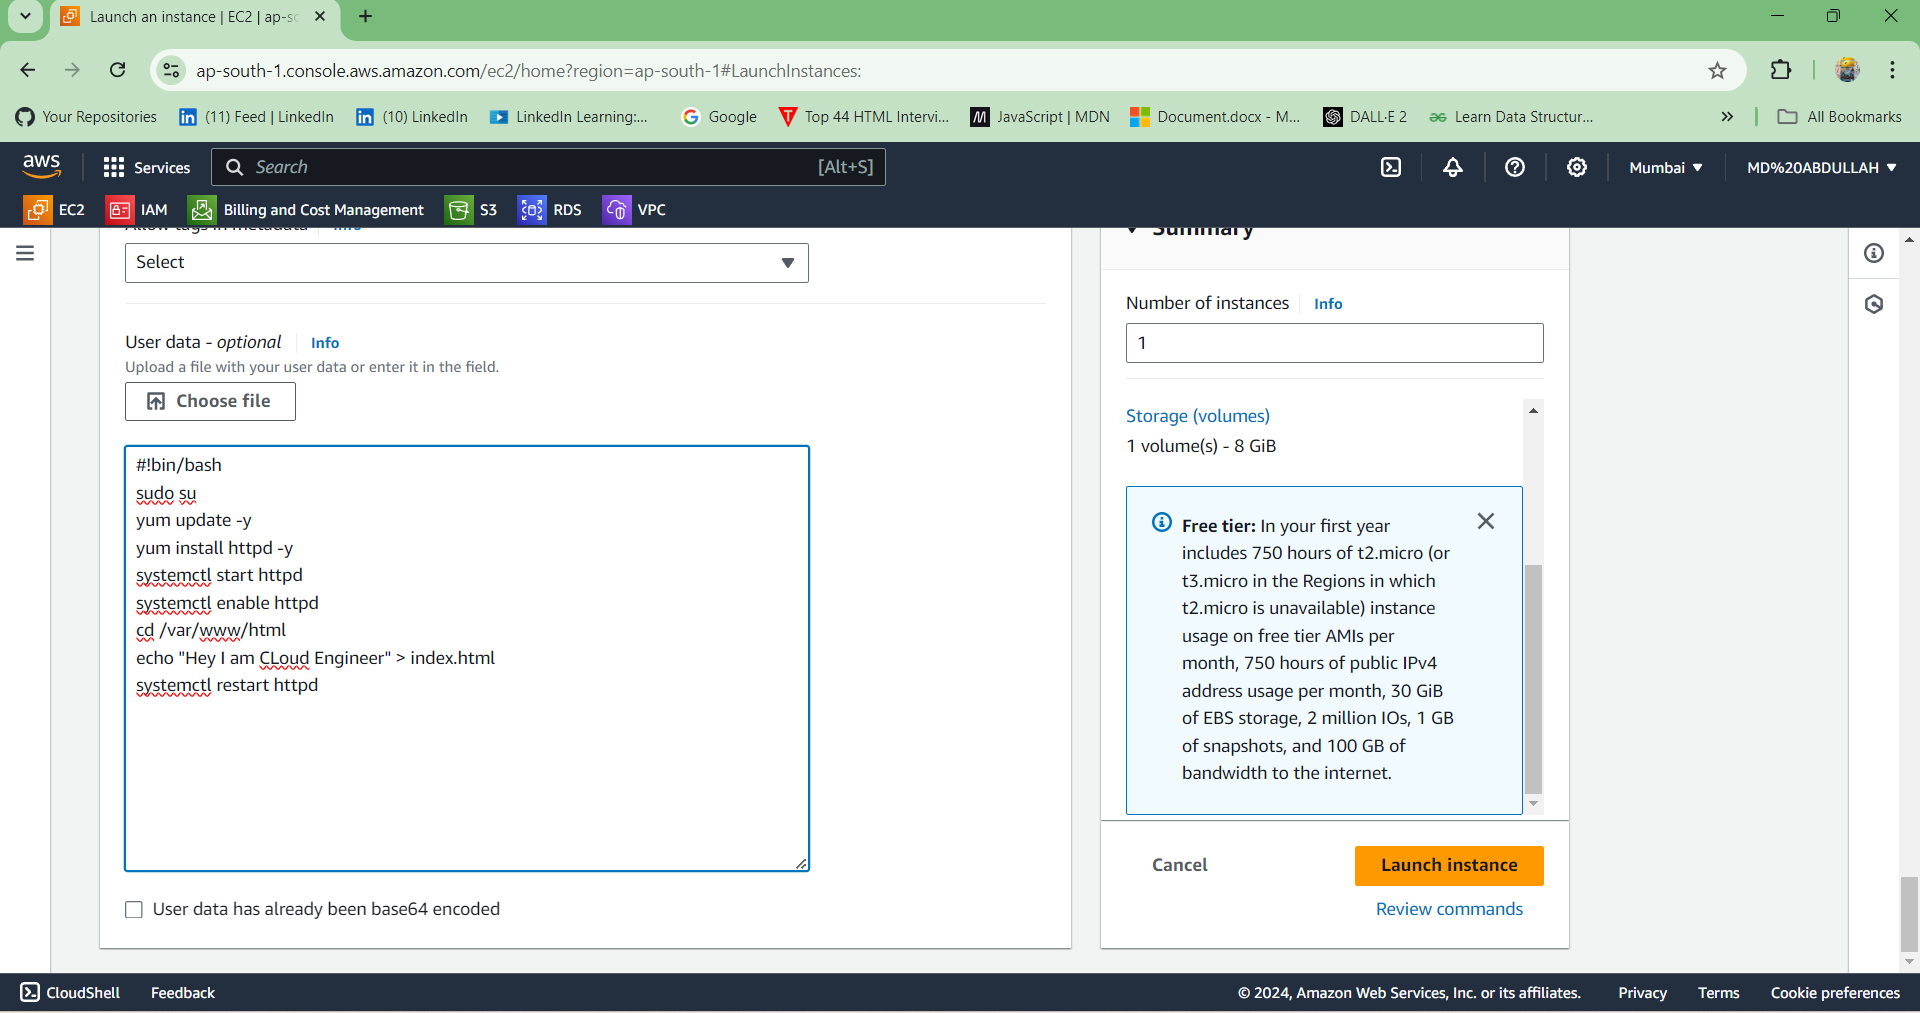 Launch an instance | EC2 | ap-so
ap-south-1.console.aws.amazon.com/ec2/home?region=ap-south-1#LaunchInstances:
Your Repositories (11) Feed | LinkedIn (10) LinkedIn LinkedIn Learning:... Google Top 44 HTML Intervi... JavaScript | MDN Document.docx - M... DALL·E 2 Learn Data Structur... » All Bookmarks
aws Services Search [Alt+S] Mumbai MD%20ABDULLAH
EC2 IAM Billing and Cost Management S3 RDS VPC
Allow tags in metadata Info
Select
User data - optional Info
Upload a file with your user data or enter it in the field.
Choose file
#!bin/bash
sudo su
yum update -y
yum install httpd -y
systemctl start httpd
systemctl enable httpd
cd /var/www/html
echo "Hey I am CLoud Engineer" > index.html
systemctl restart httpd
User data has already been base64 encoded
Summary
Number of instances Info
1
Storage (volumes)
1 volume(s) - 8 GiB
Free tier: In your first year
includes 750 hours of t2.micro (or
t3.micro in the Regions in which
t2.micro is unavailable) instance
usage on free tier AMIs per
month, 750 hours of public IPv4
address usage per month, 30 GiB
of EBS storage, 2 million IOs, 1 GB
of snapshots, and 100 GB of
bandwidth to the internet.
Cancel Launch instance
Review commands
CloudShell Feedback © 2024, Amazon Web Services, Inc. or its affiliates. Privacy Terms Cookie preferences